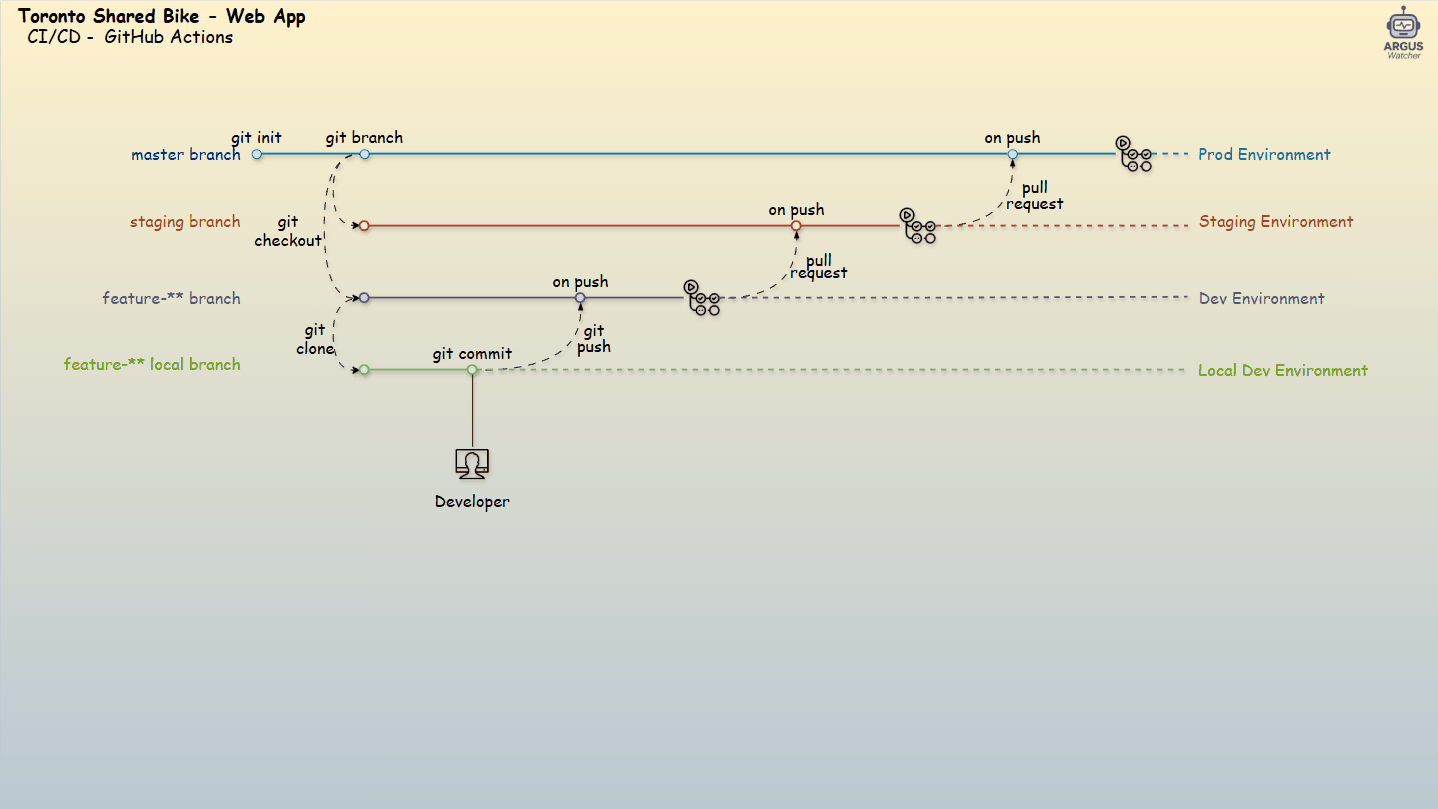 Toronto Shared Bike - Web App
CI/CD - GitHub Actions
ARGUS
Watcher
git init
git branch
on push
master branch
Prod Environment
pull
request
on push
staging branch
git
checkout
Staging Environment
pull
request
on push
feature-** branch
Dev Environment
git
clone
git
push
git commit
feature-** local branch
Local Dev Environment
Developer